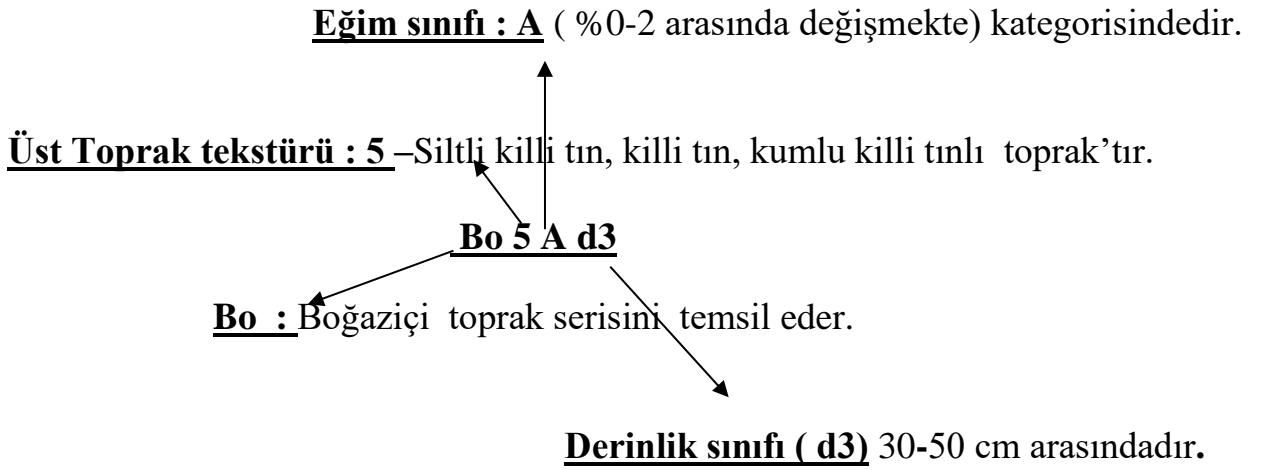 Eğim sınıfı : A ( %0-2 arasında değişmekte) kategorisindedir.
Üst Toprak tekstürü : 5 –Siltli killi tın, killi tın, kumlu killi tınlı toprak’tır.
Bo 5 A d3
Bo : Boğaziçi toprak serisini temsil eder.
Derinlik sınıfı ( d3) 30-50 cm arasındadır.